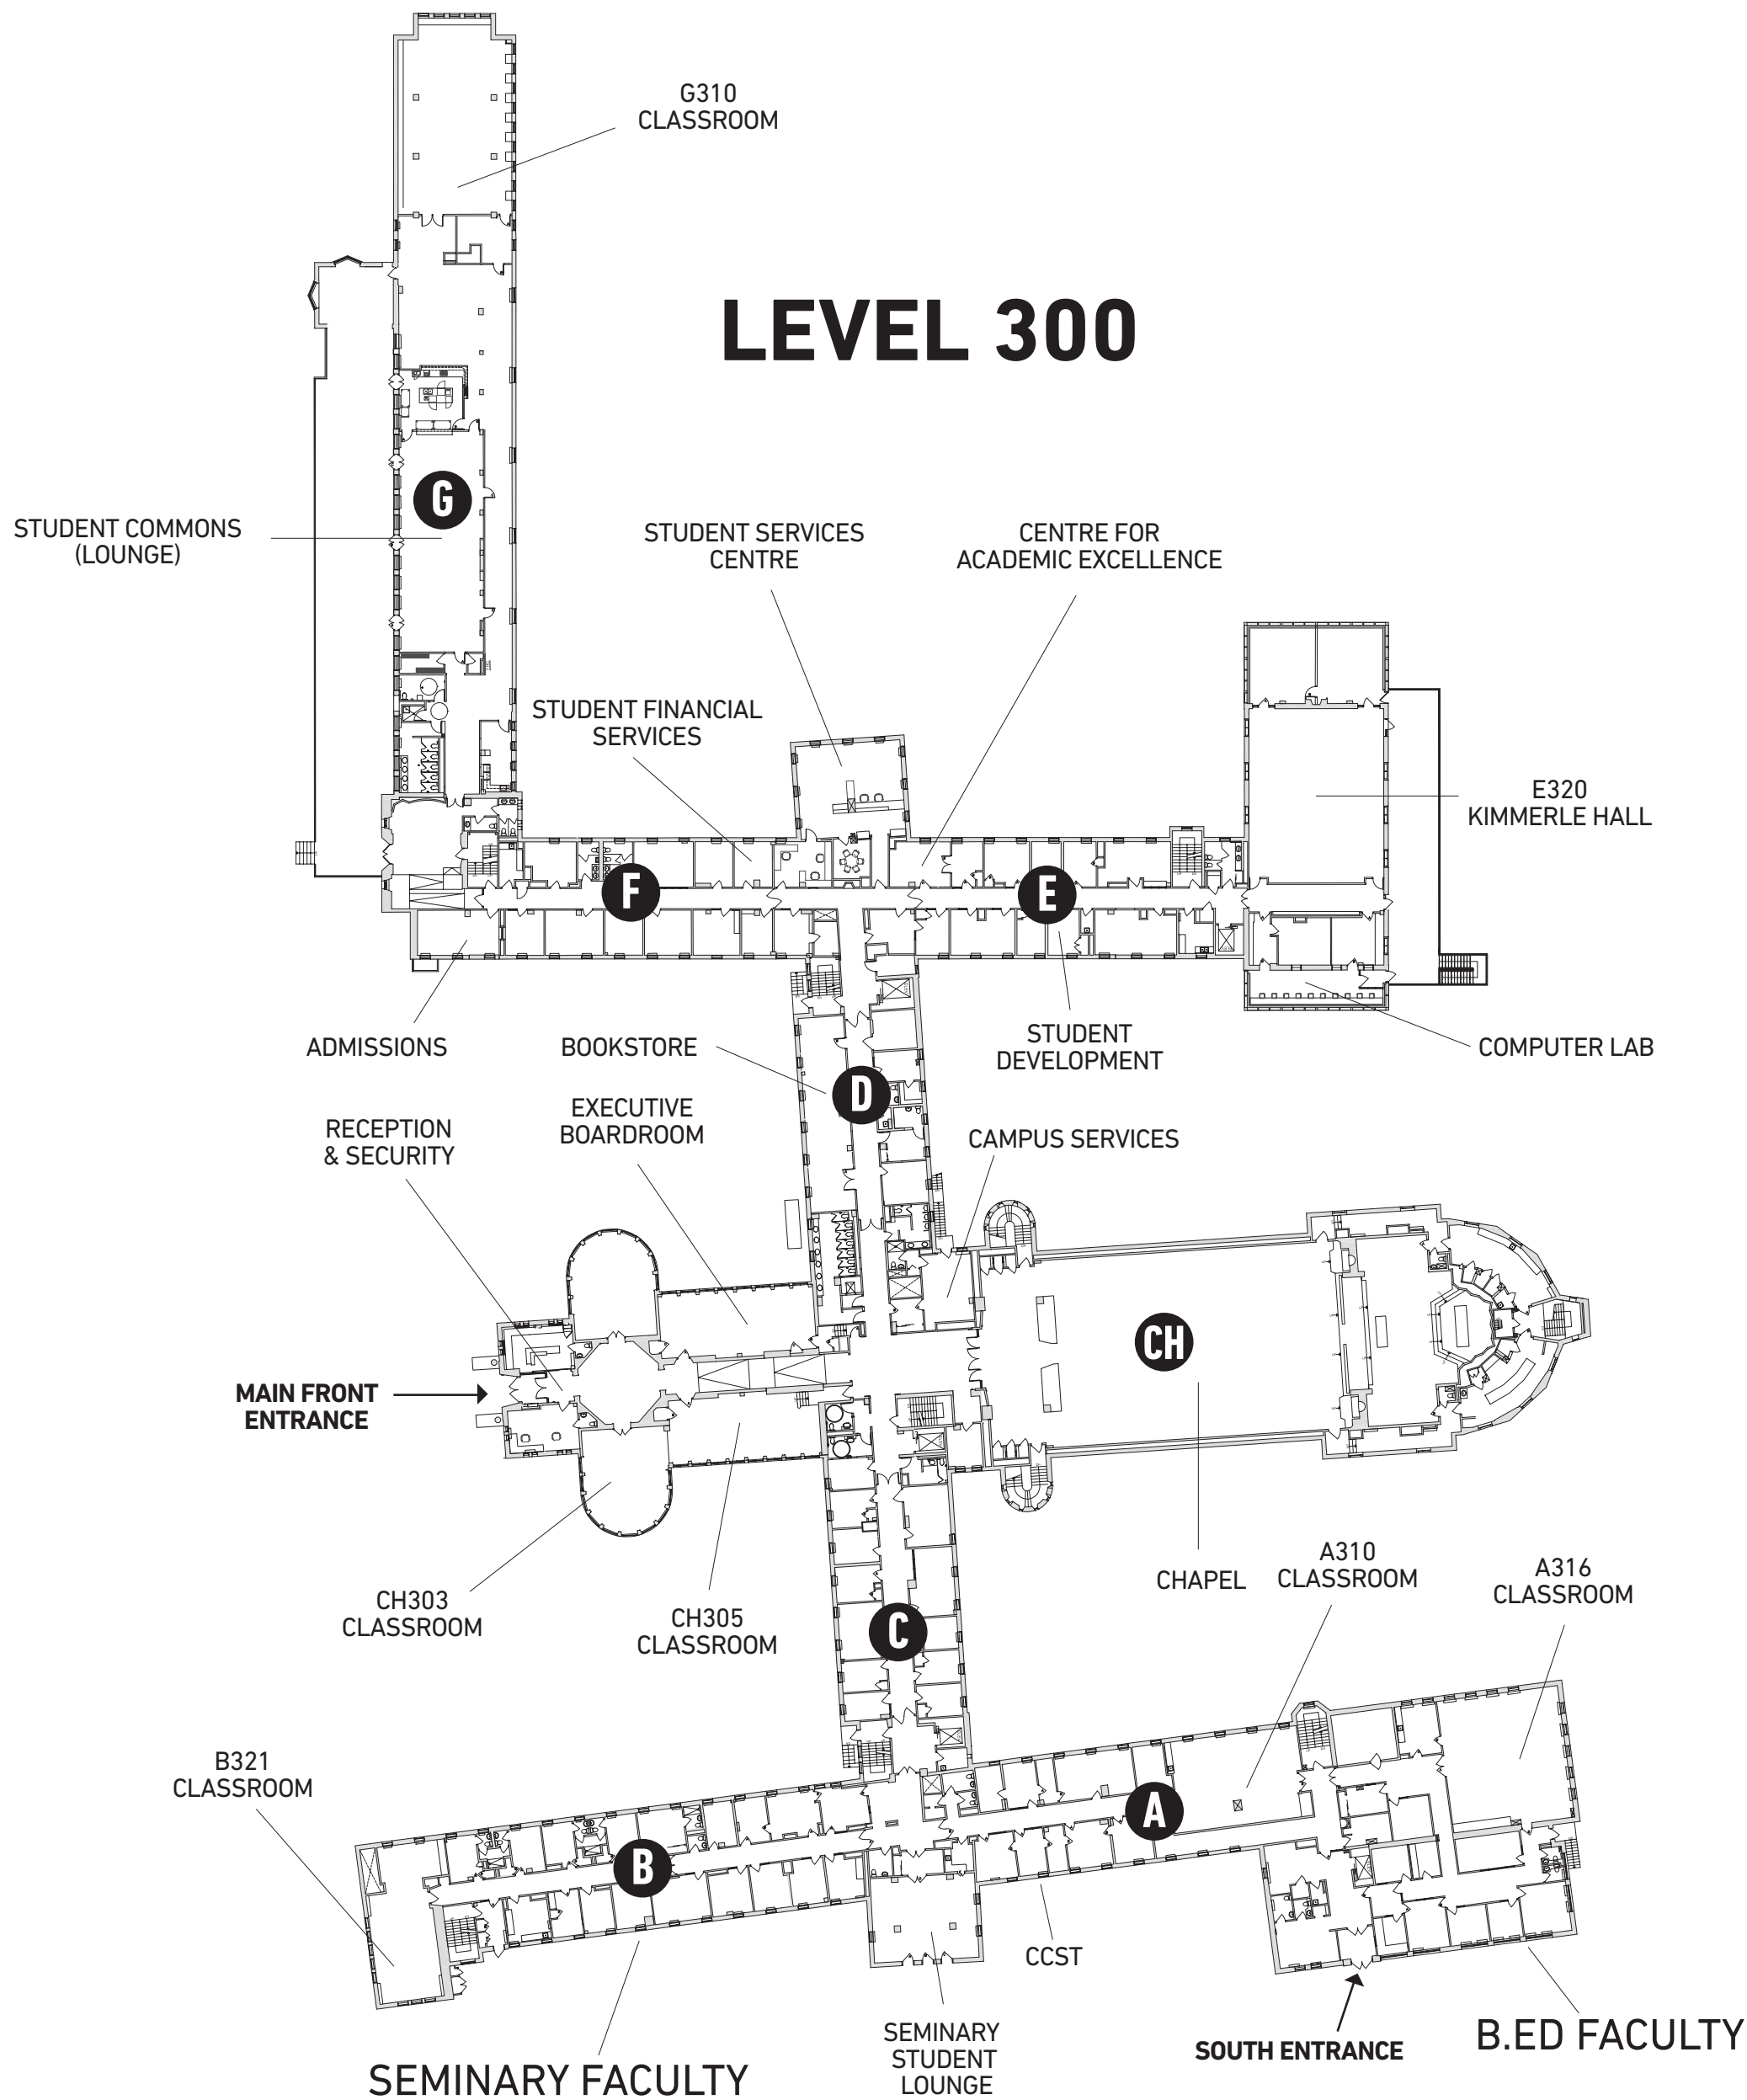 G310
CLASSROOM
LEVEL 300
G
STUDENT COMMONS
(LOUNGE)
STUDENT SERVICES
CENTRE
CENTRE FOR
ACADEMIC EXCELLENCE
STUDENT FINANCIAL
SERVICES
E320
KIMMERLE HALL
F
E
ADMISSIONS
BOOKSTORE
STUDENT
DEVELOPMENT
COMPUTER LAB
D
EXECUTIVE
BOARDROOM
RECEPTION
& SECURITY
CAMPUS SERVICES
CH
MAIN FRONT
ENTRANCE
CH303
CLASSROOM
CH305
CLASSROOM
CHAPEL
A310
CLASSROOM
A316
CLASSROOM
C
B321
CLASSROOM
A
B
CCST
SEMINARY FACULTY
SEMINARY
STUDENT
LOUNGE
SOUTH ENTRANCE
B.ED FACULTY